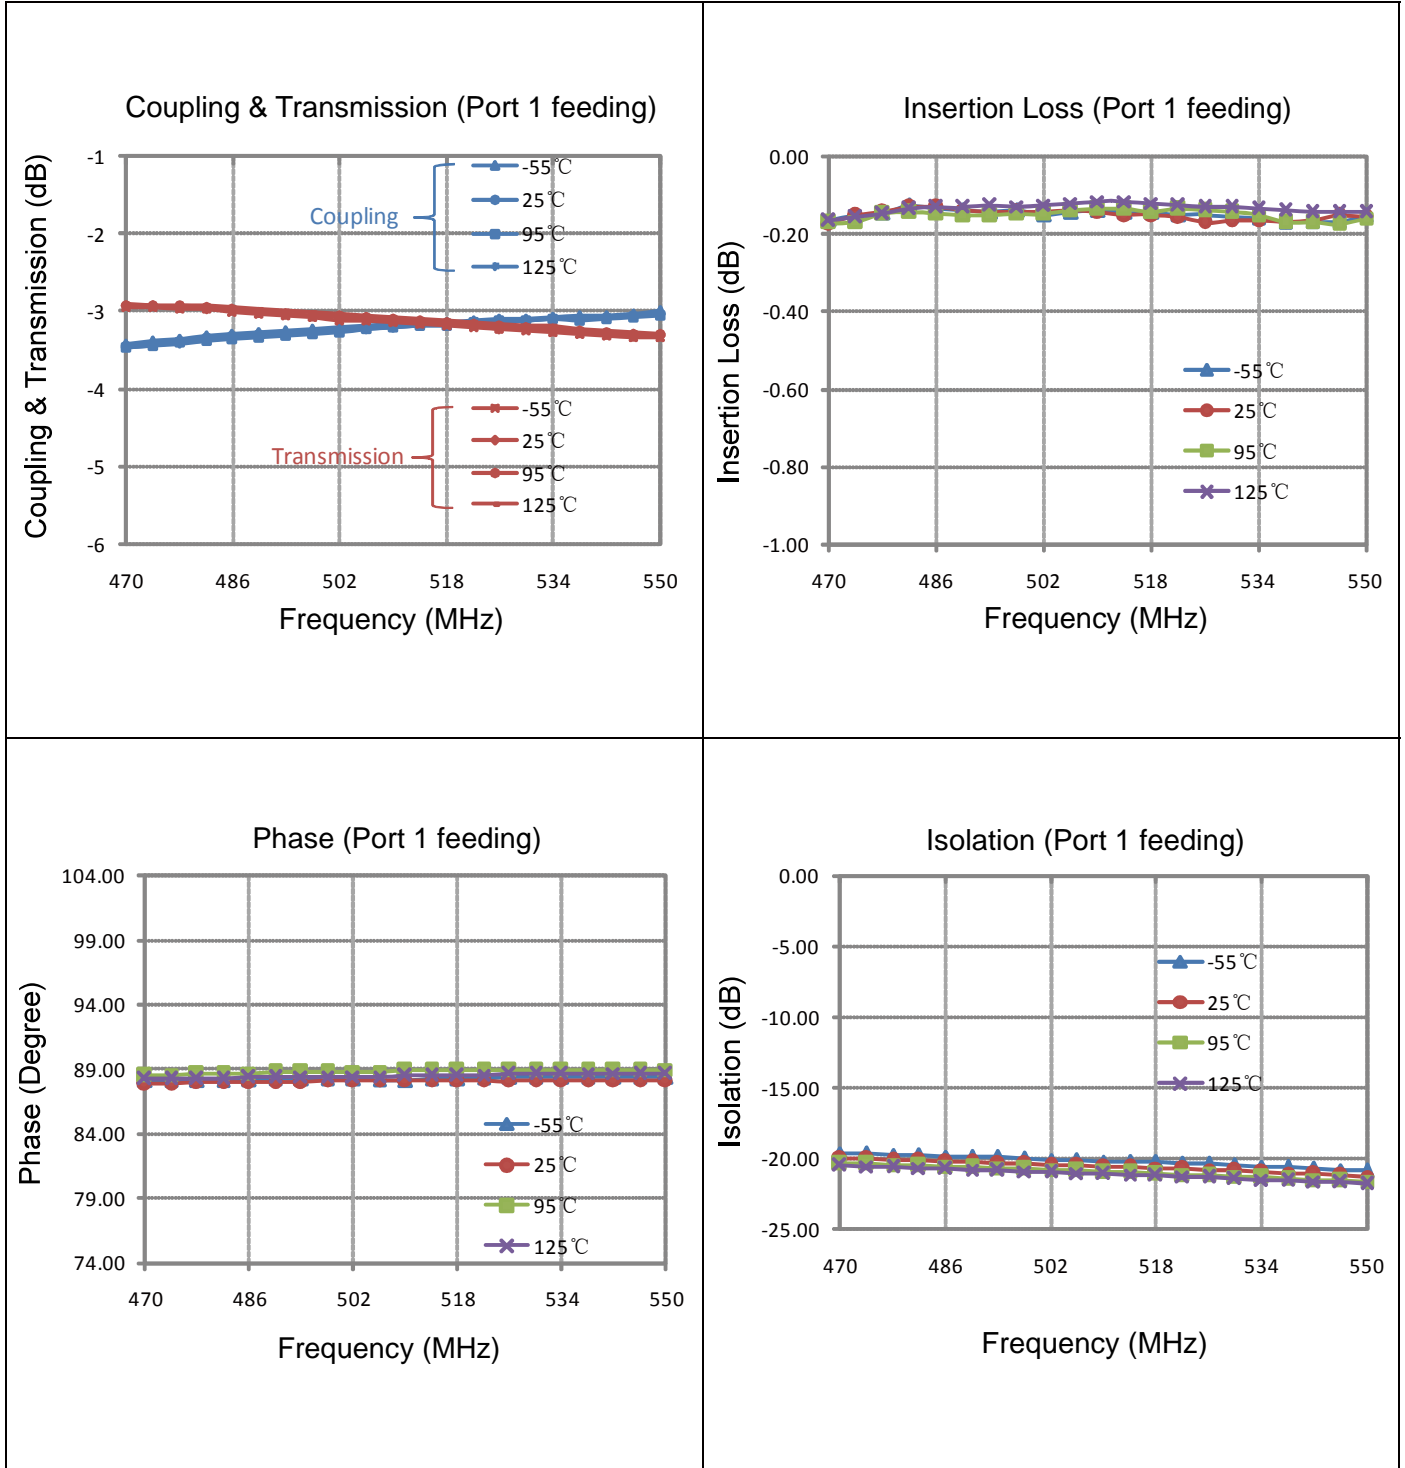 Coupling & Transmission (Port 1 feeding)
Coupling & Transmission (dB)
-1
-2
-3
-4
-5
-6
Coupling
-55℃
25℃
95℃
125℃
Transmission
-55℃
25℃
95℃
125℃
470 486 502 518 534 550
Frequency (MHz)
Insertion Loss (Port 1 feeding)
Insertion Loss (dB)
0.00
-0.20
-0.40
-0.60
-0.80
-1.00
-55℃
25℃
95℃
125℃
470 486 502 518 534 550
Frequency (MHz)
Phase (Port 1 feeding)
Phase (Degree)
104.00
99.00
94.00
89.00
84.00
79.00
74.00
-55℃
25℃
95℃
125℃
470 486 502 518 534 550
Frequency (MHz)
Isolation (Port 1 feeding)
Isolation (dB)
0.00
-5.00
-10.00
-15.00
-20.00
-25.00
-55℃
25℃
95℃
125℃
470 486 502 518 534 550
Frequency (MHz)